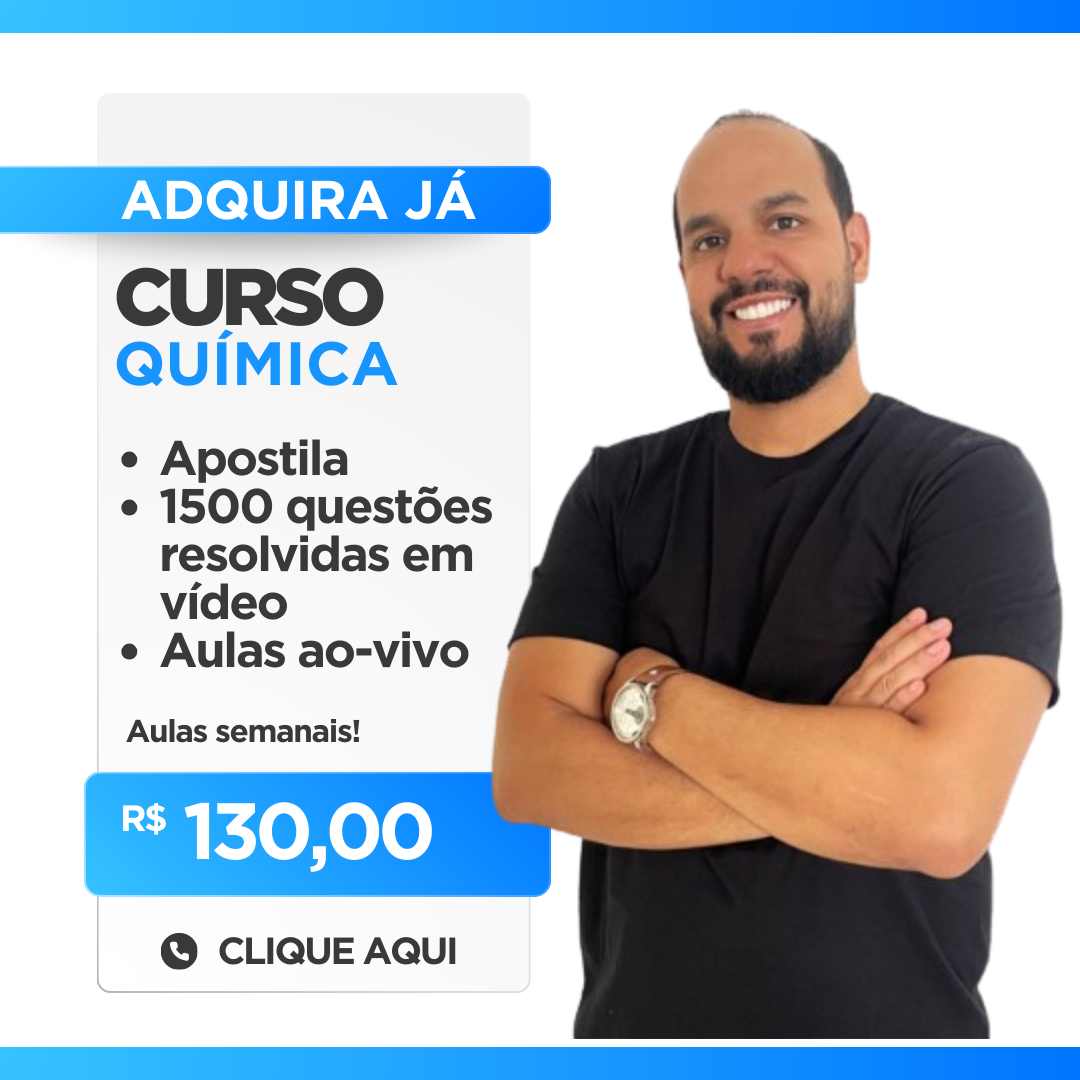 ADQUIRA JÁ
CURSO
QUÍMICA
• Apostila
• 1500 questões
resolvidas em
vídeo
• Aulas ao-vivo
Aulas semanais!
R$ 130,00
CLIQUE AQUI